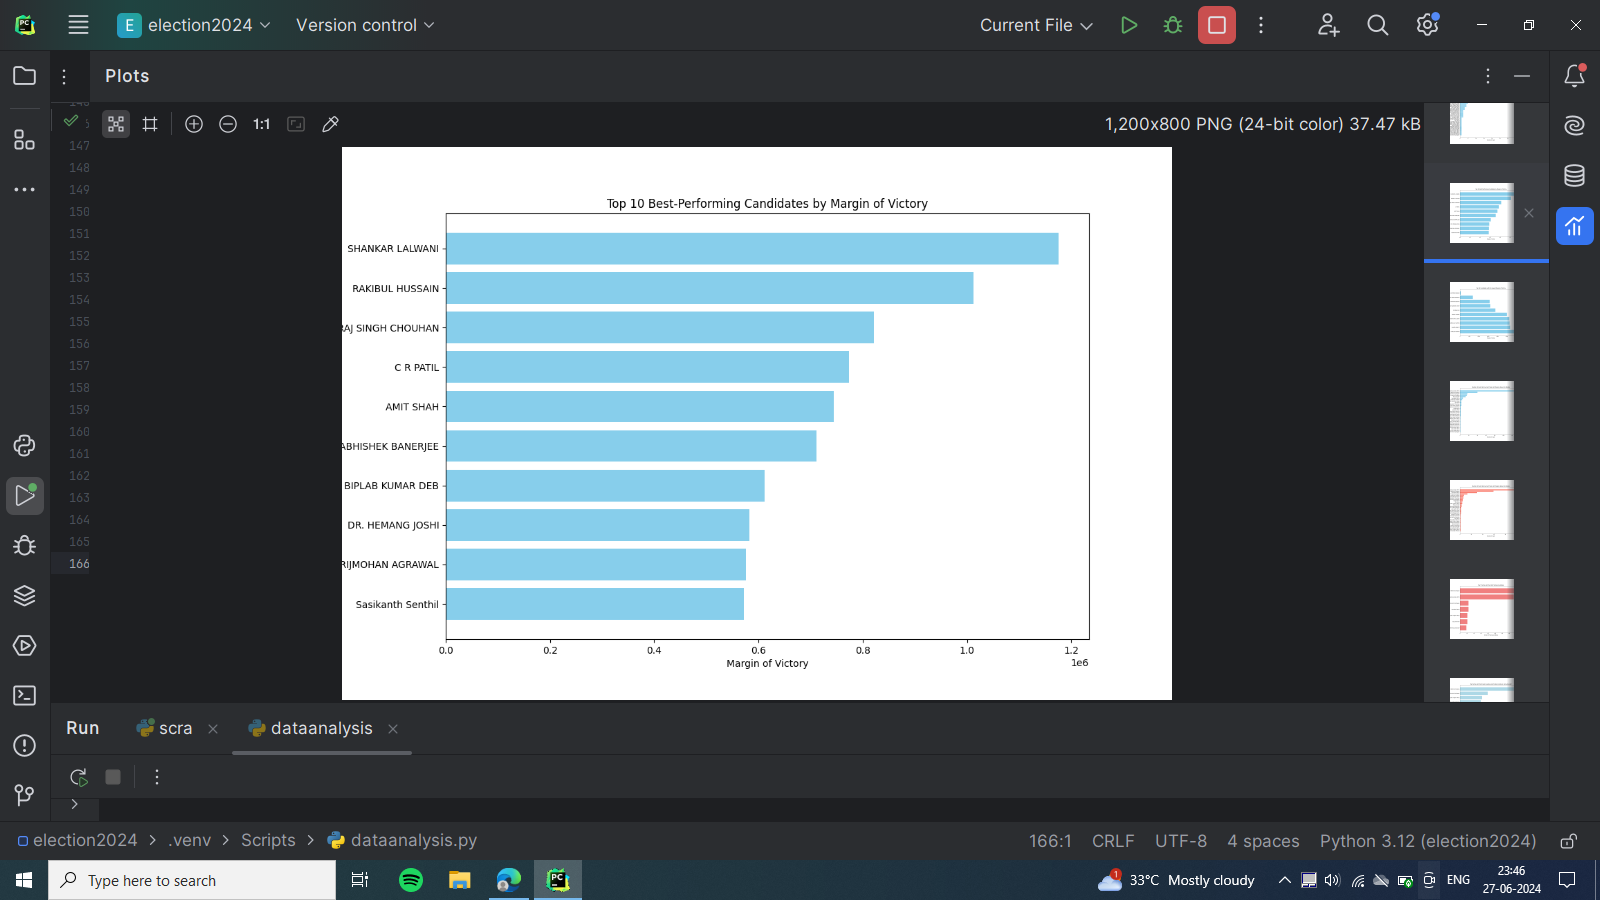 E election2024
Version control
Current File
Plots
1:1
1,200x800 PNG (24-bit color) 37.47 kB
147
148
149
150
151
152
153
154
155
156
157
158
159
160
161
162
163
164
165
166
Top 10 Best-Performing Candidates by Margin of Victory
SHANKAR LALWANI
RAKIBUL HUSSAIN
RAJ SINGH CHOUHAN
C R PATIL
AMIT SHAH
ABHISHEK BANERJEE
BIPLAB KUMAR DEB
DR. HEMANG JOSHI
RIJMOHAN AGRAWAL
Sasikanth Senthil
0.0 0.2 0.4 0.6 0.8 1.0 1.2
1e6
Margin of Victory
Run scra dataanalysis
election2024 > .venv > Scripts > dataanalysis.py
166:1 CRLF UTF-8 4 spaces Python 3.12 (election2024)
Type here to search
PC
1
33°C Mostly cloudy
ENG
23:46
27-06-2024